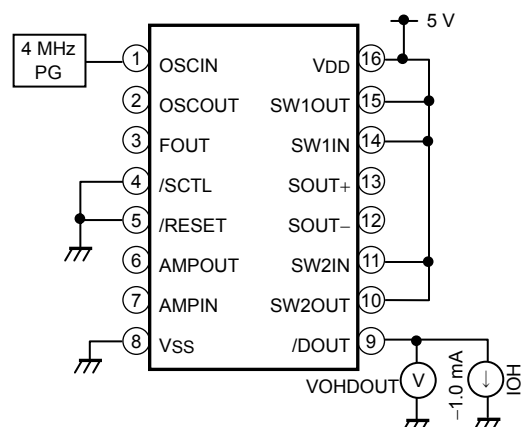 5 V
4 MHz
PG
1 OSCIN
2 OSCOUT
3 FOUT
4 /SCTL
5 /RESET
6 AMPOUT
7 AMPIN
8 VSS
VDD 16
SW1OUT 15
SW1IN 14
SOUT+ 13
SOUT− 12
SW2IN 11
SW2OUT 10
/DOUT 9
VOHDOUT
V
−1.0 mA
↓
IOH